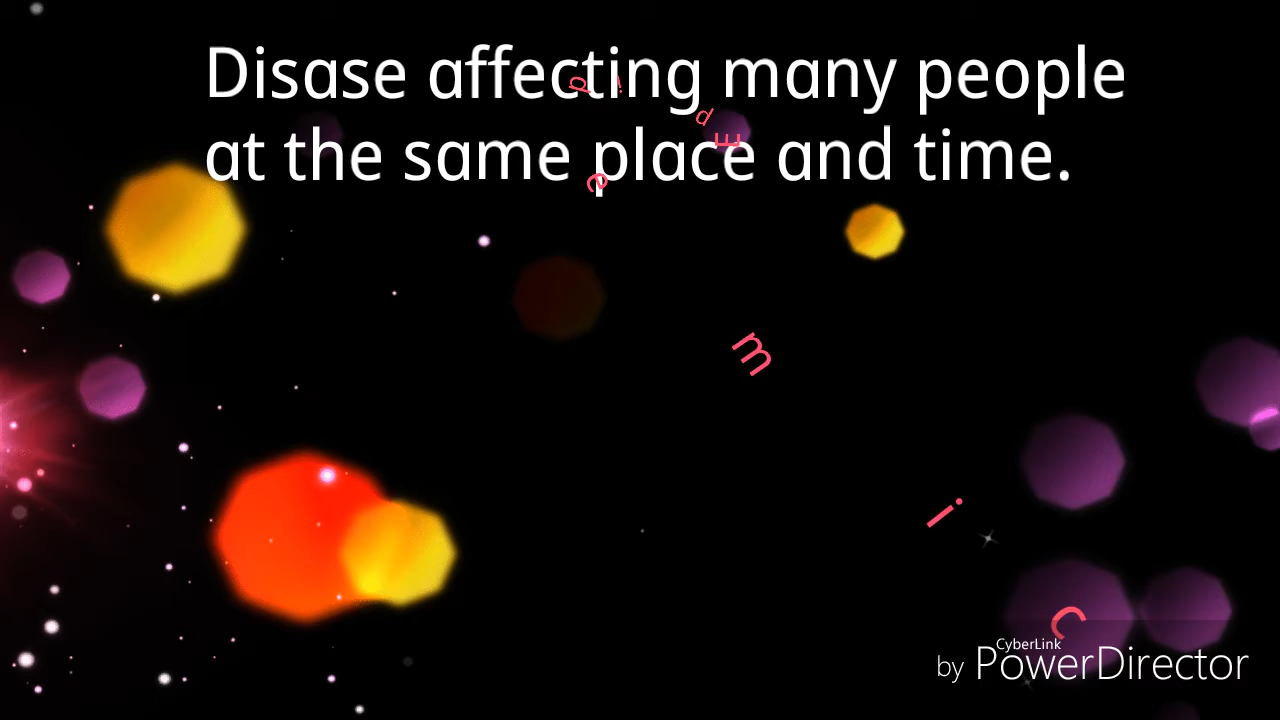 Disase affecting many people
at the same place and time.
p
i
d
E
e
m
i
c
CyberLink
by PowerDirector